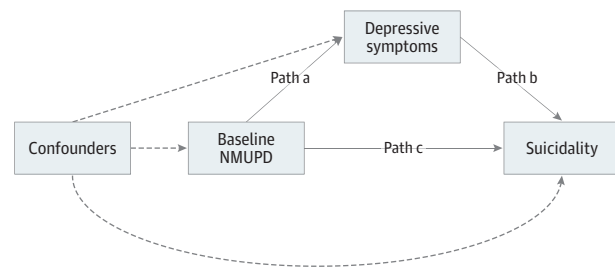 Depressive
symptoms
Path a
Path b
Confounders
Baseline
NMUPD
Path c
Suicidality